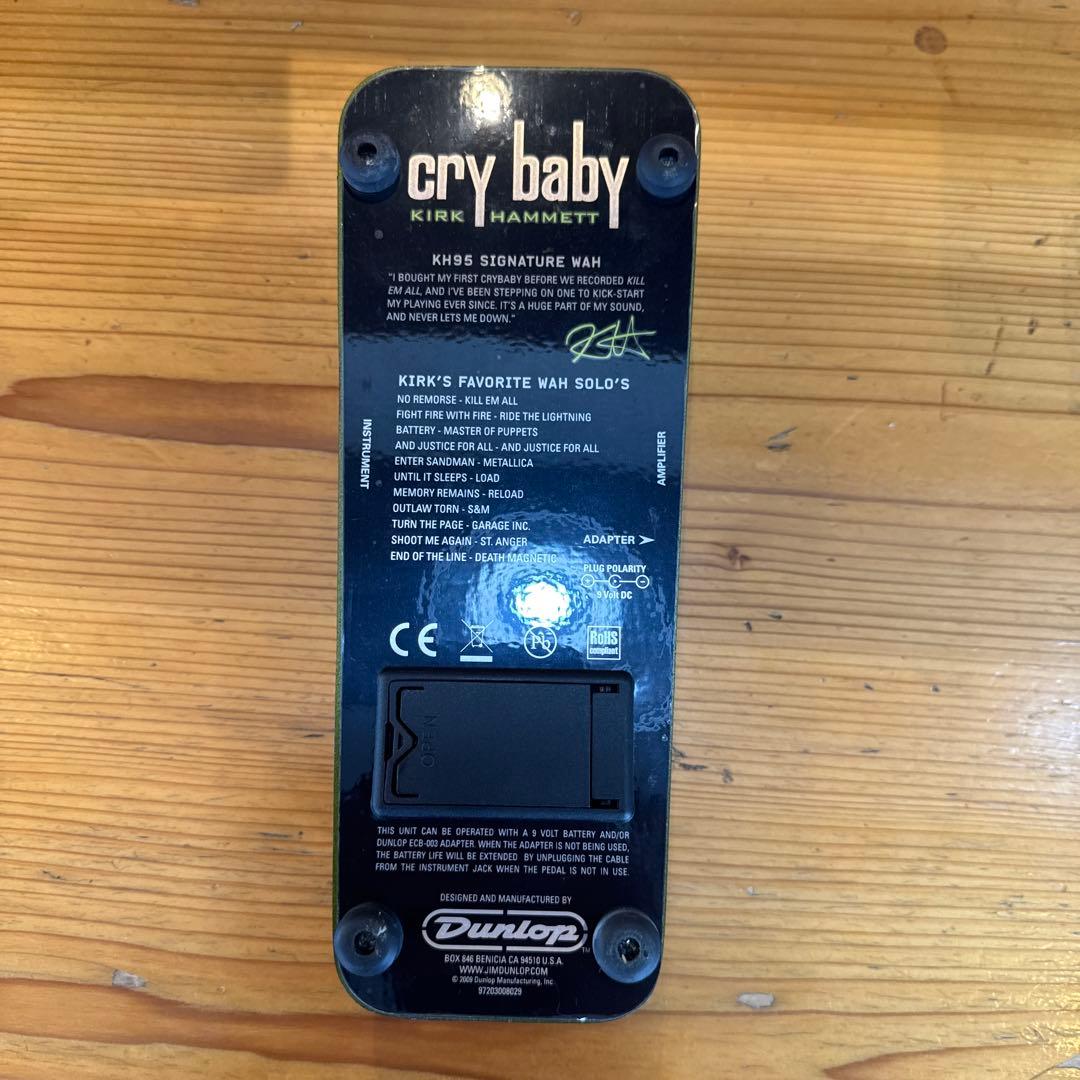 cry baby
KIRK HAMMETT
KH95 SIGNATURE WAH
"I BOUGHT MY FIRST CRYBABY BEFORE WE RECORDED KILL
EM ALL, AND I'VE BEEN STEPPING ON ONE TO KICK-START
MY PLAYING EVER SINCE. IT'S A HUGE PART OF MY SOUND,
AND NEVER LETS ME DOWN."
KIRK'S FAVORITE WAH SOLO'S
NO REMORSE - KILL EM ALL
FIGHT FIRE WITH FIRE - RIDE THE LIGHTNING
BATTERY - MASTER OF PUPPETS
AND JUSTICE FOR ALL - AND JUSTICE FOR ALL
ENTER SANDMAN - METALLICA
UNTIL IT SLEEPS - LOAD
MEMORY REMAINS - RELOAD
OUTLAW TORN - S&M
TURN THE PAGE - GARAGE INC.
SHOOT ME AGAIN - ST. ANGER
END OF THE LINE - DEATH MAGNETIC
INSTRUMENT
AMPLIFIER
ADAPTER
PLUG POLARITY
9 Volt DC
CE
Pb
RoHS
compliant
OPEN
THIS UNIT CAN BE OPERATED WITH A 9 VOLT BATTERY AND/OR
DUNLOP ECB-003 ADAPTER. WHEN THE ADAPTER IS NOT BEING USED,
THE BATTERY LIFE WILL BE EXTENDED BY UNPLUGGING THE CABLE
FROM THE INSTRUMENT JACK WHEN THE PEDAL IS NOT IN USE.
DESIGNED AND MANUFACTURED BY
Dunlop TM
BOX 846 BENICIA CA 94510 U.S.A.
WWW.JIMDUNLOP.COM
© 2009 Dunlop Manufacturing, Inc.
97203008029